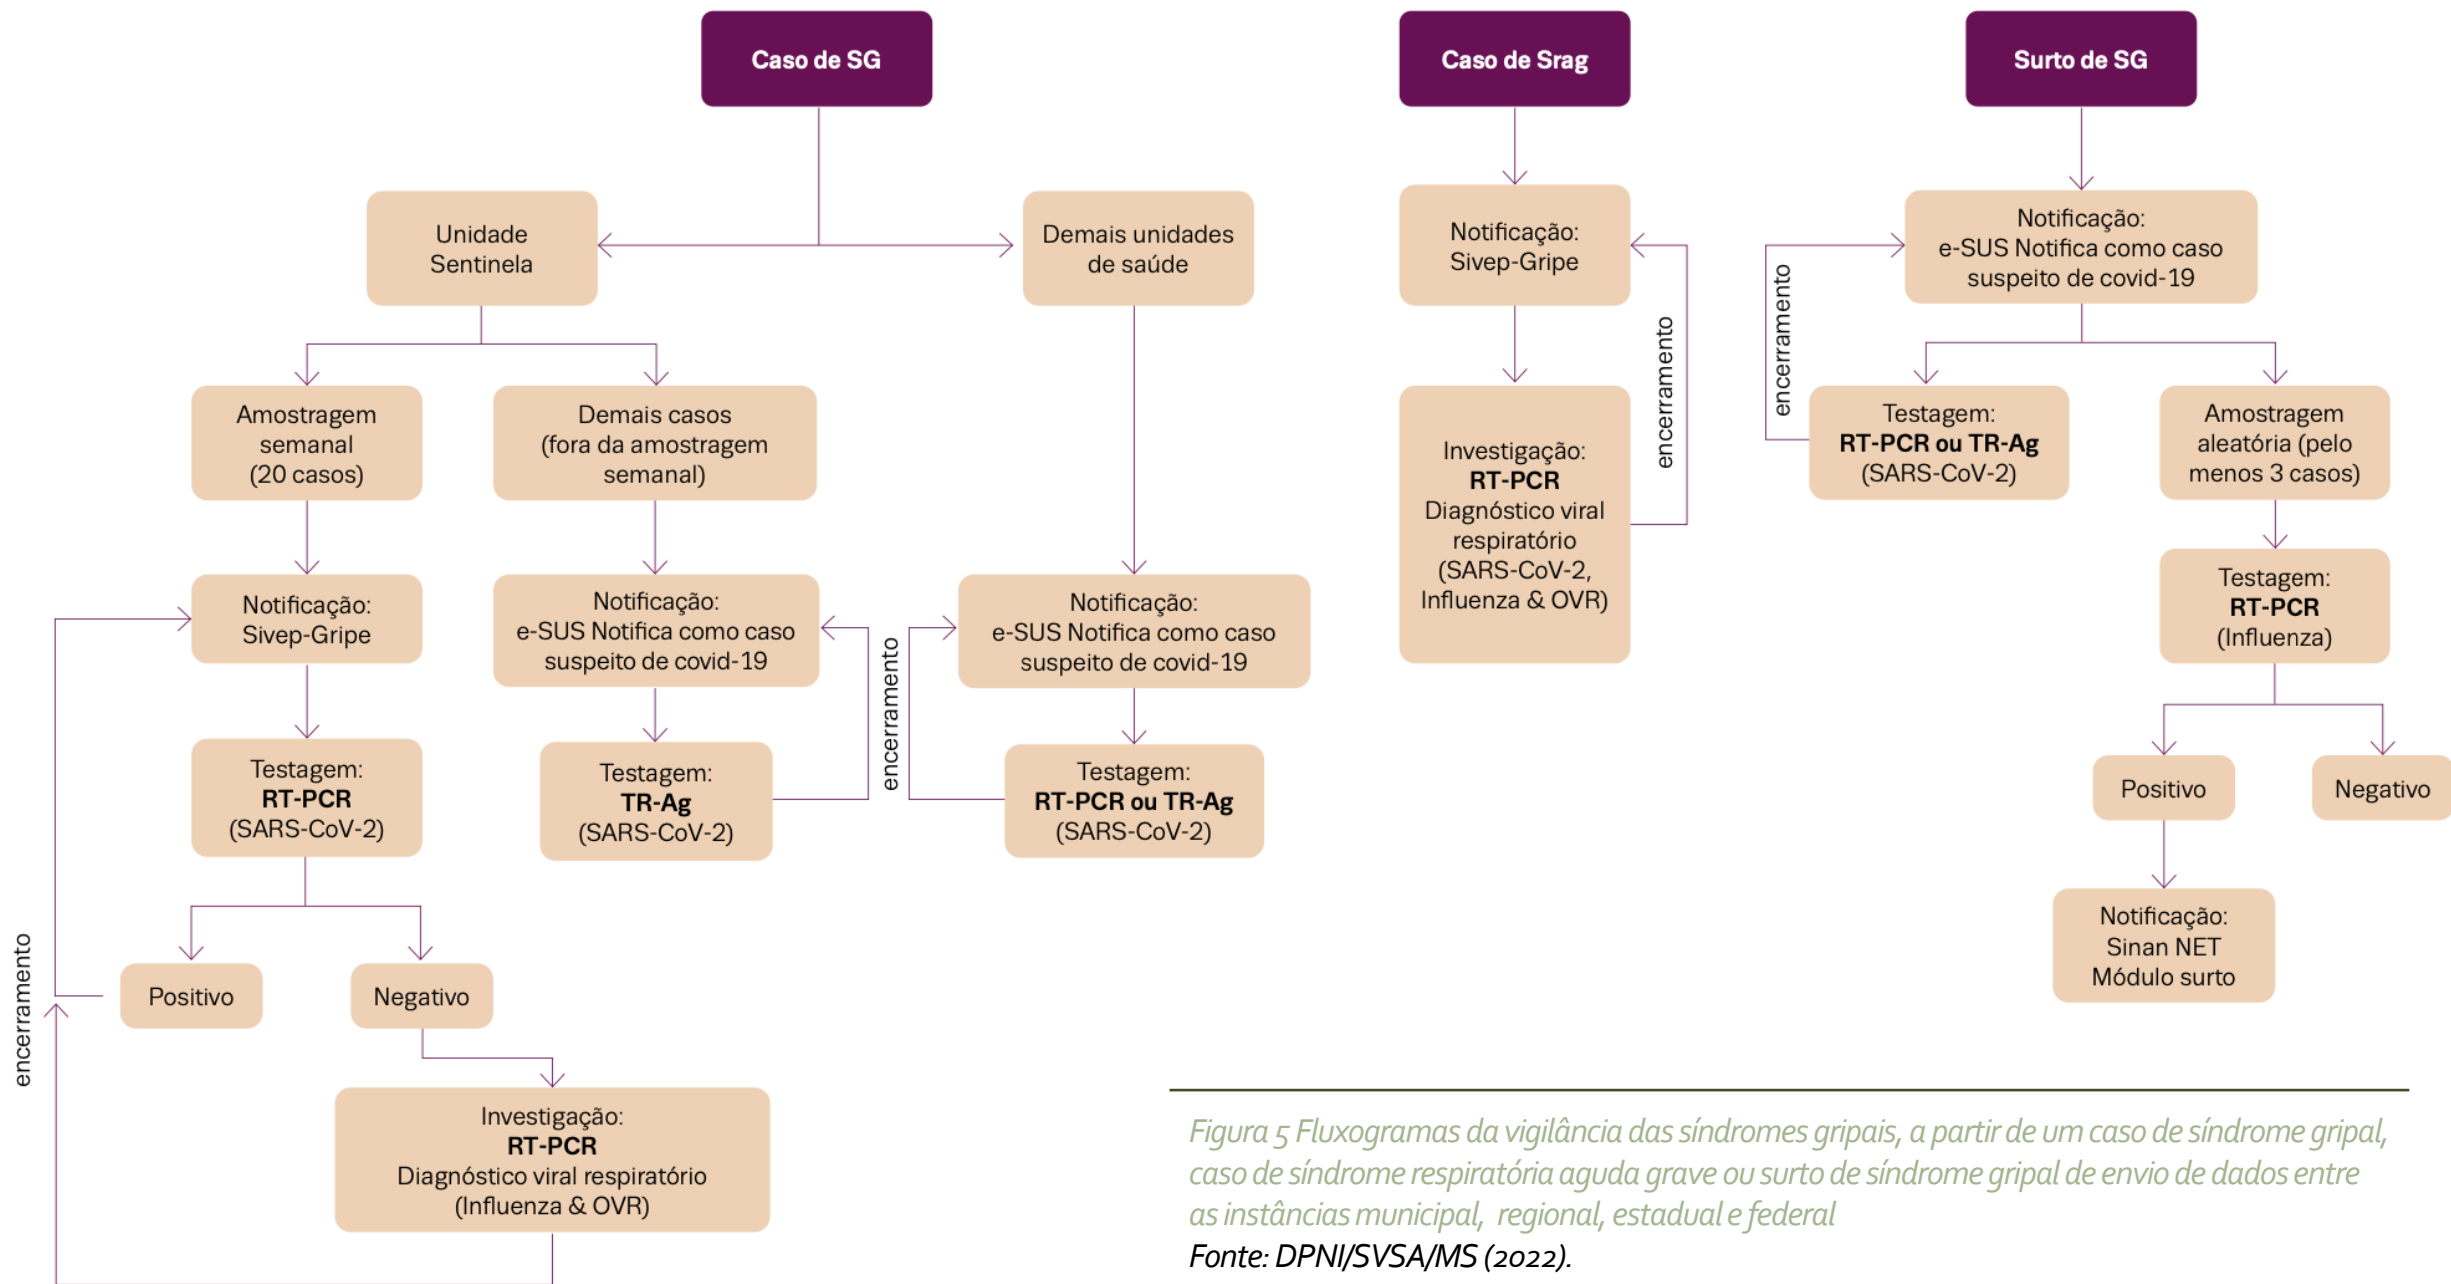 Caso de SG
Unidade
Sentinela
Demais unidades
de saúde
Amostragem
semanal
(20 casos)
Demais casos
(fora da amostragem
semanal)
Notificação:
Sivep-Gripe
Notificação:
e-SUS Notifica como caso
suspeito de covid-19
encerramento
Notificação:
e-SUS Notifica como caso
suspeito de covid-19
Testagem:
RT-PCR
(SARS-CoV-2)
Testagem:
TR-Ag
(SARS-CoV-2)
Testagem:
RT-PCR ou TR-Ag
(SARS-CoV-2)
encerramento
Positivo
Negativo
Investigação:
RT-PCR
Diagnóstico viral respiratório
(Influenza & OVR)
Caso de Srag
Notificação:
Sivep-Gripe
encerramento
Investigação:
RT-PCR
Diagnóstico viral
respiratório
(SARS-CoV-2,
Influenza & OVR)
Surto de SG
Notificação:
e-SUS Notifica como caso
suspeito de covid-19
encerramento
Testagem:
RT-PCR ou TR-Ag
(SARS-CoV-2)
Amostragem
aleatória (pelo
menos 3 casos)
Testagem:
RT-PCR
(Influenza)
Positivo
Negativo
Notificação:
Sinan NET
Módulo surto
Figura 5 Fluxogramas da vigilância das síndromes gripais, a partir de um caso de síndrome gripal,
caso de síndrome respiratória aguda grave ou surto de síndrome gripal de envio de dados entre
as instâncias municipal, regional, estadual e federal
Fonte: DPNI/SVSA/MS (2022).